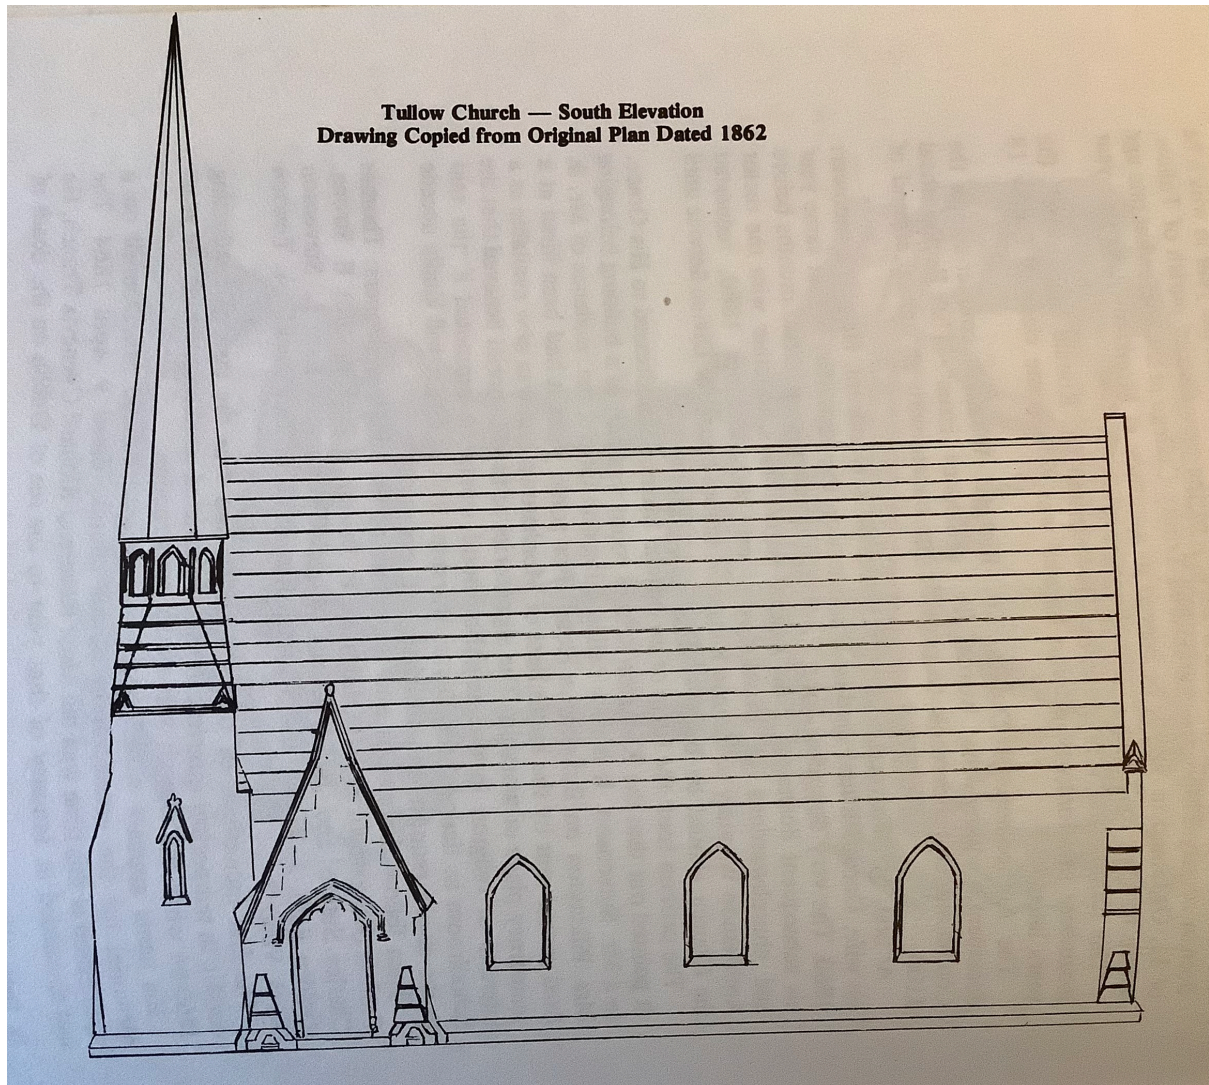 Tullow Church — South Elevation
Drawing Copied from Original Plan Dated 1862